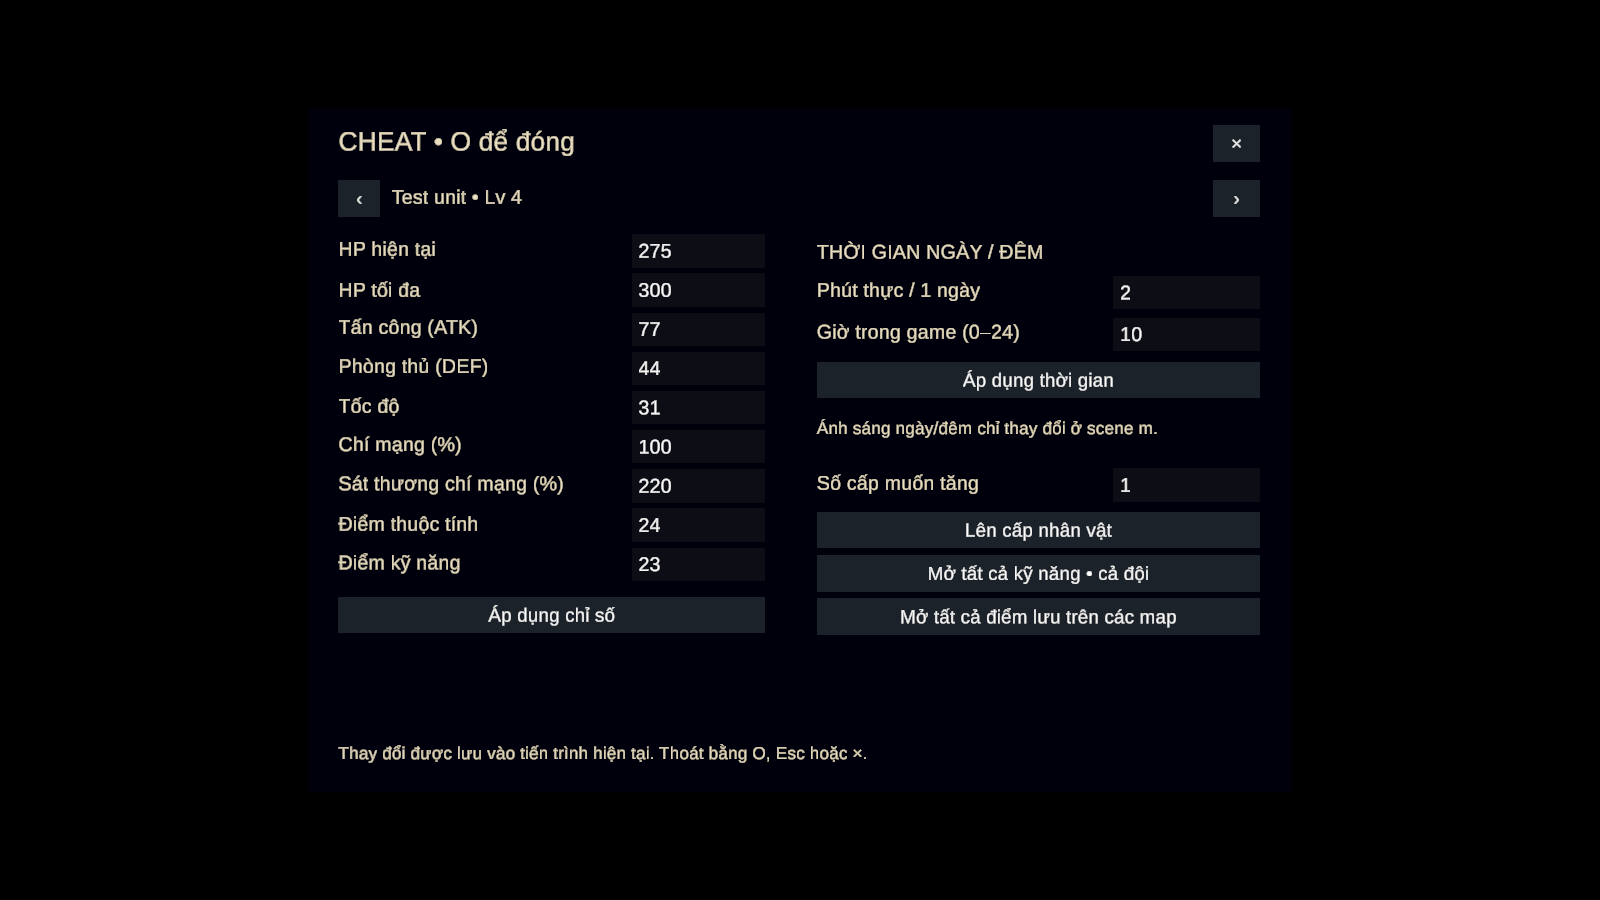 CHEAT • O để đóng
×
‹
Test unit • Lv 4
›
HP hiện tại
275
HP tối đa
300
Tấn công (ATK)
77
Phòng thủ (DEF)
44
Tốc độ
31
Chí mạng (%)
100
Sát thương chí mạng (%)
220
Điểm thuộc tính
24
Điểm kỹ năng
23
Áp dụng chỉ số
THỜI GIAN NGÀY / ĐÊM
Phút thực / 1 ngày
2
Giờ trong game (0–24)
10
Áp dụng thời gian
Ánh sáng ngày/đêm chỉ thay đổi ở scene m.
Số cấp muốn tăng
1
Lên cấp nhân vật
Mở tất cả kỹ năng • cả đội
Mở tất cả điểm lưu trên các map
Thay đổi được lưu vào tiến trình hiện tại. Thoát bằng O, Esc hoặc ×.